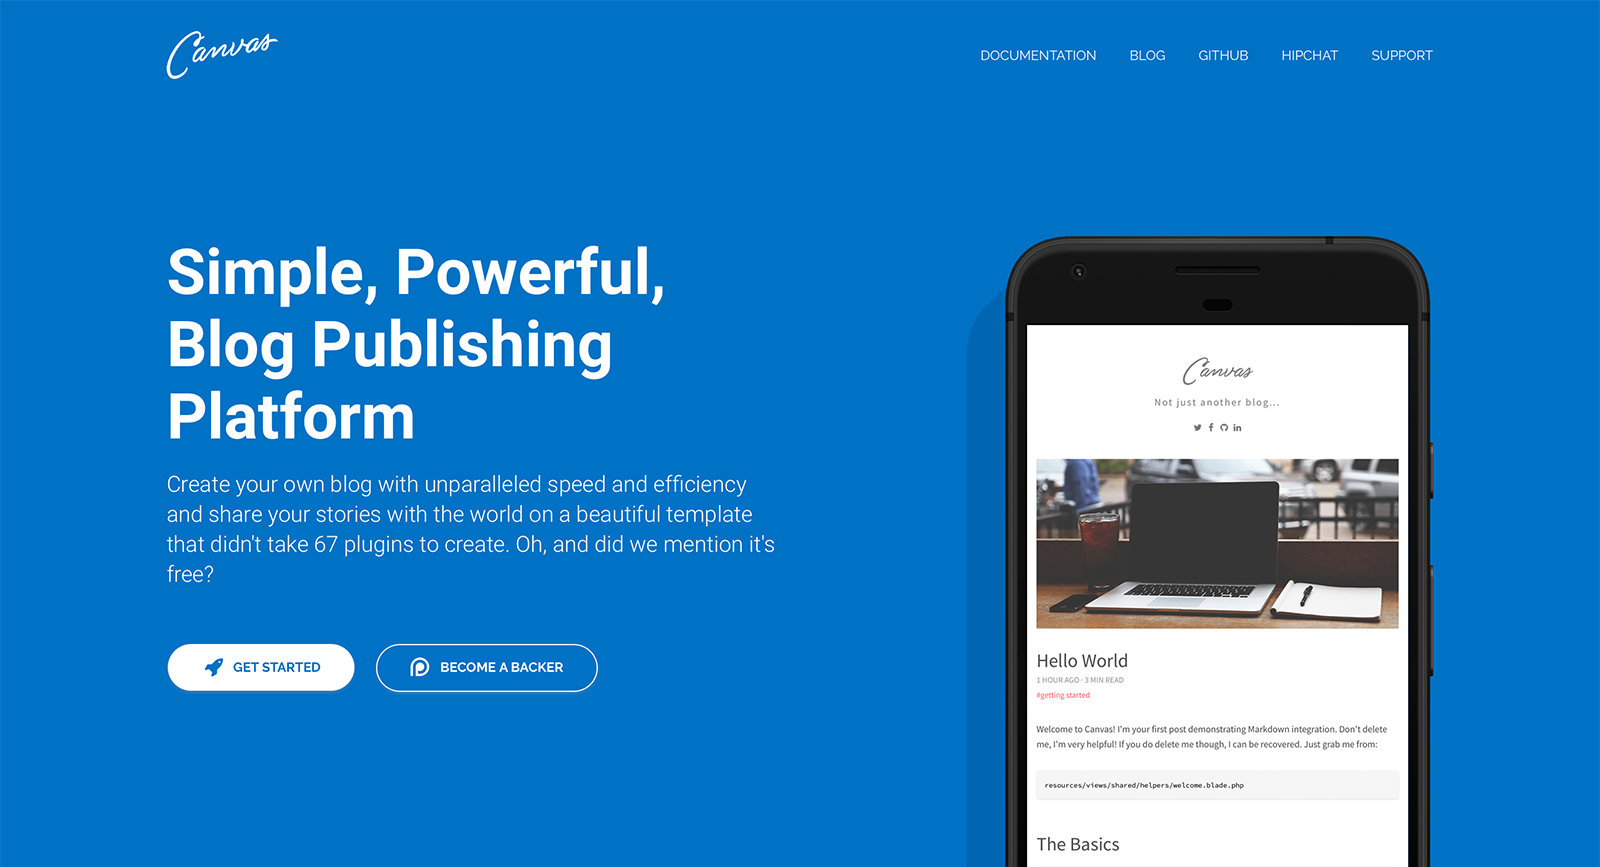 Canvas
DOCUMENTATION BLOG GITHUB HIPCHAT SUPPORT
Simple, Powerful,
Blog Publishing
Platform
Create your own blog with unparalleled speed and efficiency
and share your stories with the world on a beautiful template
that didn't take 67 plugins to create. Oh, and did we mention it's
free?
GET STARTED
BECOME A BACKER
Canvas
Not just another blog...
Hello World
1 HOUR AGO - 3 MIN READ
#getting started
Welcome to Canvas! I'm your first post demonstrating Markdown integration. Don't delete
me, I'm very helpful! If you do delete me though, I can be recovered. Just grab me from:
resources/views/shared/helpers/welcome.blade.php
The Basics